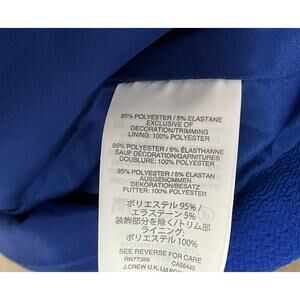 95% POLYESTER / 5% ELASTANE
EXCLUSIVE OF
DECORATION/TRIMMING
LINING: 100% POLYESTER
95% POLYESTER / 5% ÉLASTHANNE
SAUF DÉCORATION/GARNITURES
DOUBLURE: 100% POLYESTER
95% POLYESTER / 5% ELASTAN
AUSGENOMMEN
DEKORATION/BESATZ
FUTTER: 100% POLYESTER
ポリエステル 95% /
エラステーン 5%
装飾部分を除く/トリム部
ライニング:
ポリエステル 100%
SEE REVERSE FOR CARE
RN77388 CA56445
J.CREW U.K. Ltd